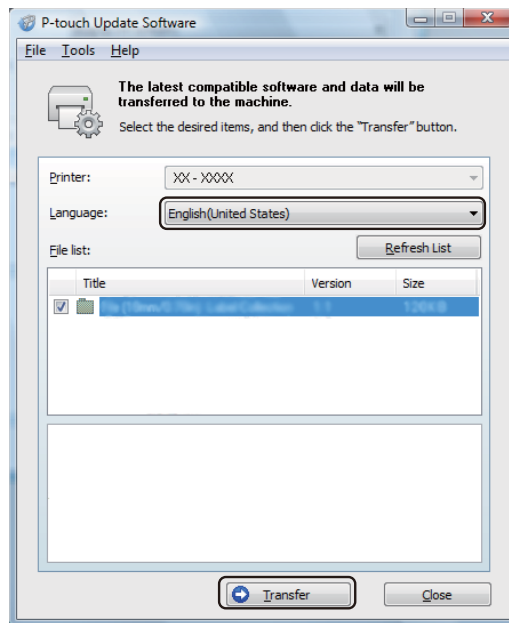 P-touch Update Software
File Tools Help
The latest compatible software and data will be
transferred to the machine.
Select the desired items, and then click the "Transfer" button.
Printer: XX - XXXX
Language: English(United States)
File list: Refresh List
Title Version Size
Transfer Close